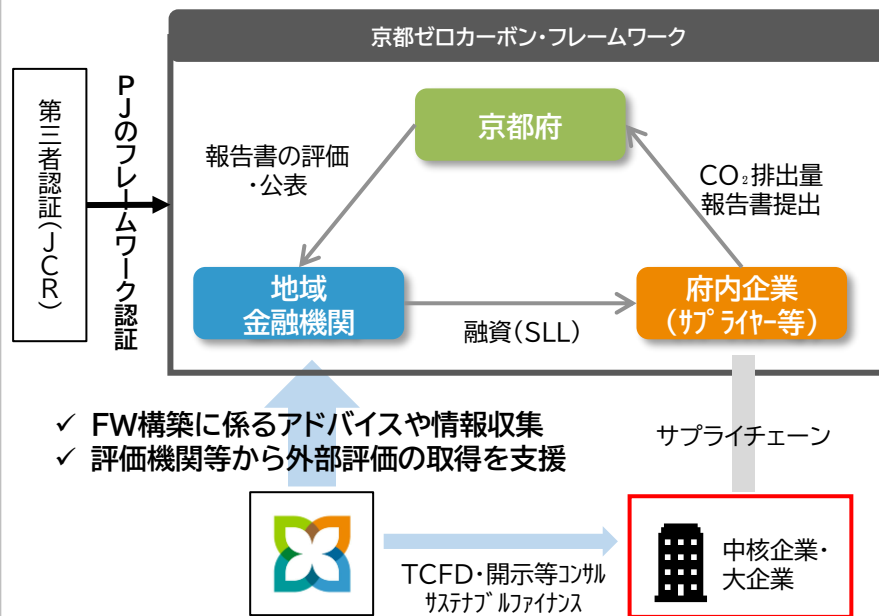 京都ゼロカーボン・フレームワーク
第三者認証(JCR)
PJのフレームワーク認証
京都府
報告書の評価
・公表
CO₂排出量
報告書提出
地域
金融機関
融資(SLL)
府内企業
(ｻﾌﾟﾗｲﾔｰ等)
✓ FW構築に係るアドバイスや情報収集
✓ 評価機関等から外部評価の取得を支援
サプライチェーン
TCFD・開示等ｺﾝｻﾙ
ｻｽﾃﾅﾌﾞﾙﾌｧｲﾅﾝｽ
中核企業・
大企業